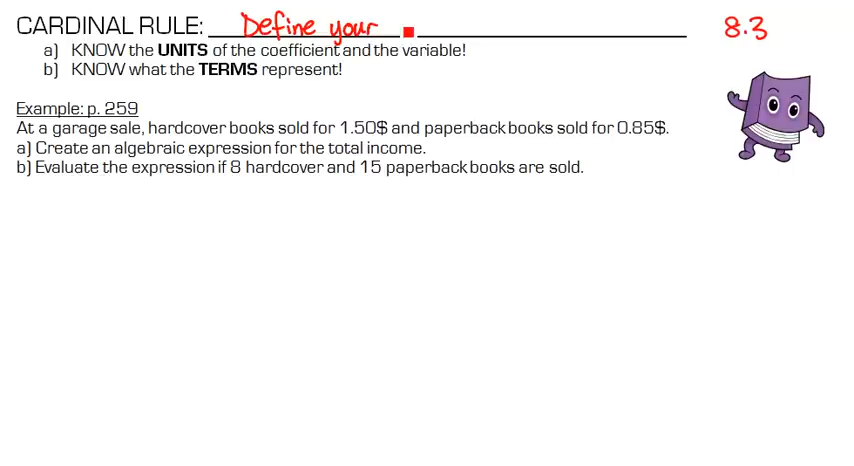 CARDINAL RULE: Define your
8.3
a) KNOW the UNITS of the coefficient and the variable!
b) KNOW what the TERMS represent!
Example: p. 259
At a garage sale, hardcover books sold for 1.50$ and paperback books sold for 0.85$.
a) Create an algebraic expression for the total income.
b) Evaluate the expression if 8 hardcover and 15 paperback books are sold.